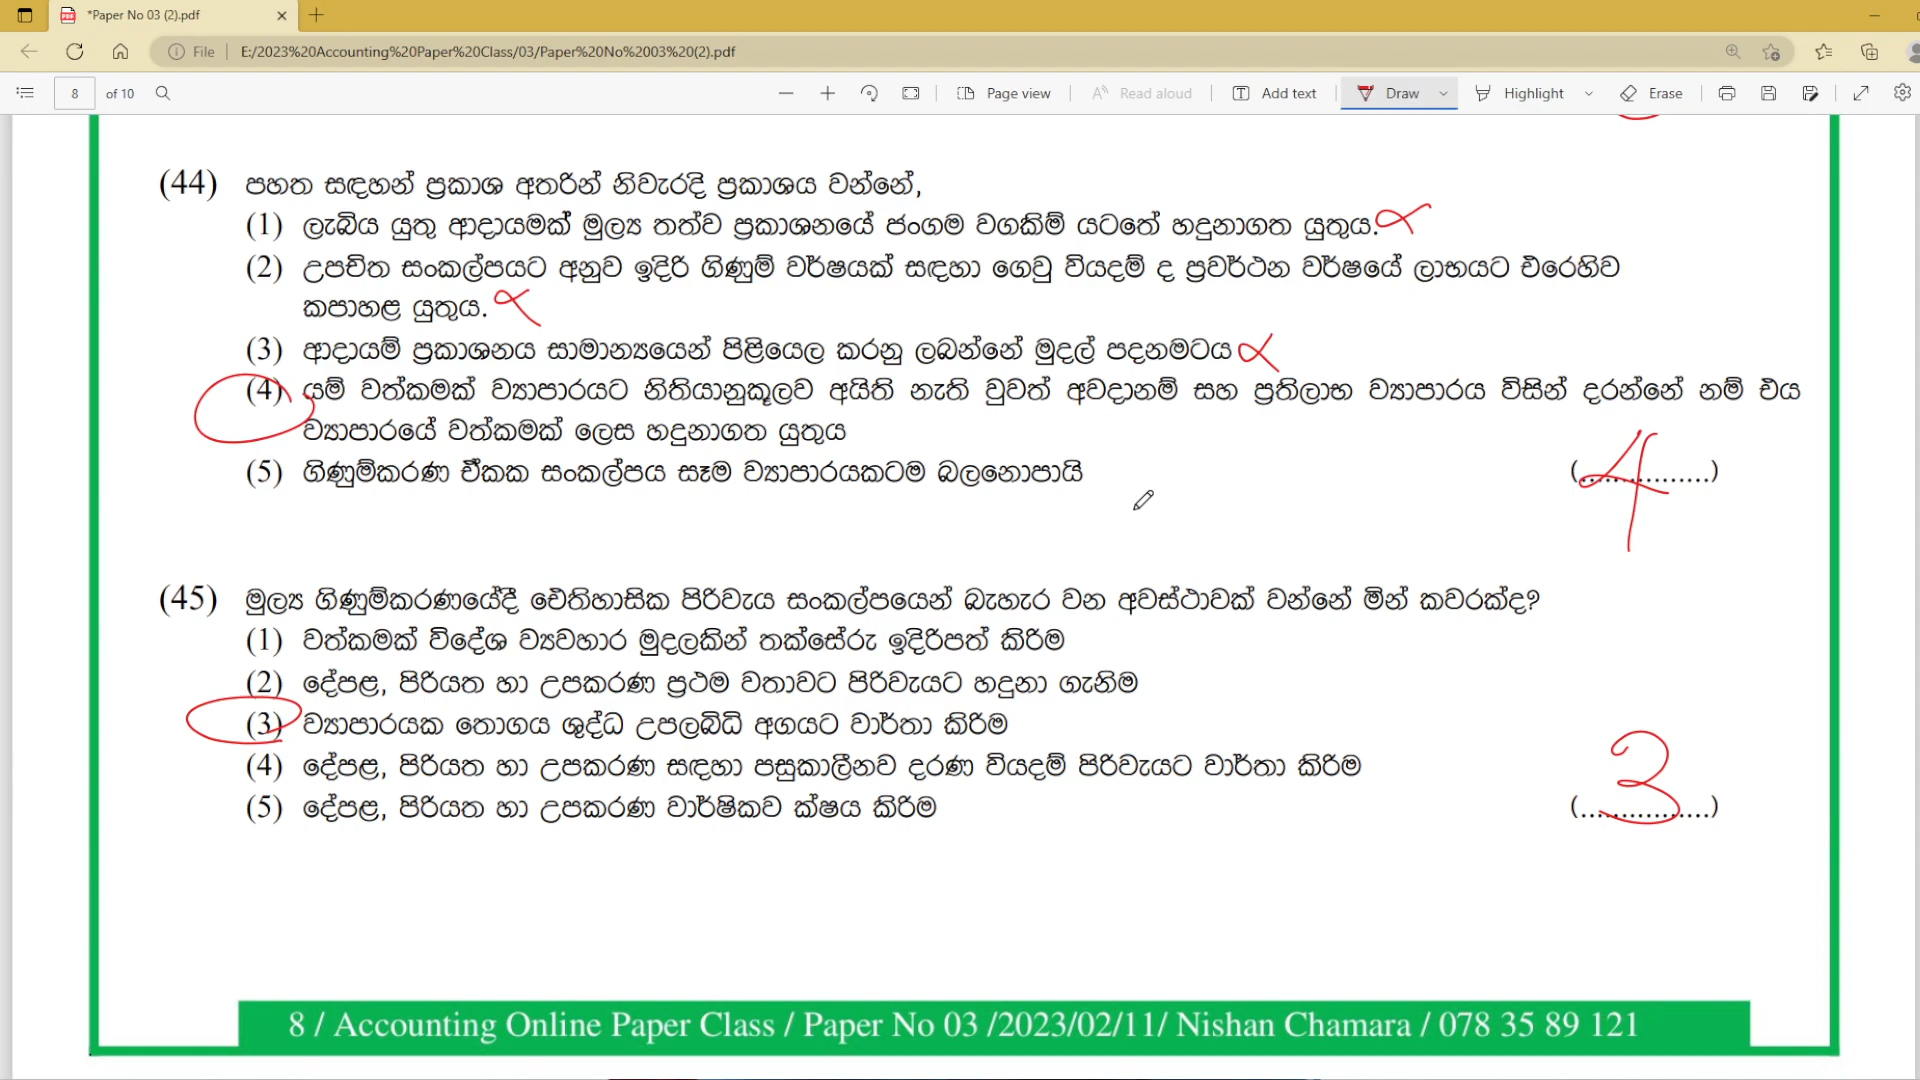 *Paper No 03 (2).pdf
File E:/2023%20Accounting%20Paper%20Class/03/Paper%20No%2003%20(2).pdf
8 of 10 Page view Read aloud Add text Draw Highlight Erase
(44) පහත සඳහන් ප්‍රකාශ අතරින් නිවැරදි ප්‍රකාශය වන්නේ,
(1) ලැබිය යුතු ආදායමක් මුල්‍ය තත්ව ප්‍රකාශනයේ ජංගම වගකිම් යටතේ හදුනාගත යුතුය.
(2) උපචිත සංකල්පයට අනුව ඉදිරි ගිණුම් වර්ෂයක් සඳහා ගෙවු වියදම් ද ප්‍රවර්ථන වර්ෂයේ ලාභයට එරෙහිව
කපාහළ යුතුය.
(3) ආදායම් ප්‍රකාශනය සාමාන්‍යයෙන් පිළියෙල කරනු ලබන්නේ මුදල් පදනමටය
(4) යම් වත්කමක් ව්‍යාපාරයට නිතියානුකූලව අයිති නැති වුවත් අවදානම් සහ ප්‍රතිලාභ ව්‍යාපාරය විසින් දරන්නේ නම් එය
ව්‍යාපාරයේ වත්කමක් ලෙස හදුනාගත යුතුය
(5) ගිණුම්කරණ ඒකක සංකල්පය සෑම ව්‍යාපාරයකටම බලනොපායි (................)
4
(45) මුල්‍ය ගිණුම්කරණයේදී ඓතිහාසික පිරිවැය සංකල්පයෙන් බැහැර වන අවස්ථාවක් වන්නේ මින් කවරක්ද?
(1) වත්කමක් විදේශ ව්‍යවහාර මුදලකින් තක්සේරු ඉදිරිපත් කිරිම
(2) දේපළ, පිරියත හා උපකරණ ප්‍රථම වතාවට පිරිවැයට හදුනා ගැනිම
(3) ව්‍යාපාරයක තොගය ශුද්ධ උපලබ්ධි අගයට වාර්තා කිරිම
(4) දේපළ, පිරියත හා උපකරණ සඳහා පසුකාලීනව දරණ වියදම් පිරිවැයට වාර්තා කිරිම
(5) දේපළ, පිරියත හා උපකරණ වාර්ෂිකව ක්ෂය කිරිම (................)
3
8 / Accounting Online Paper Class / Paper No 03 /2023/02/11/ Nishan Chamara / 078 35 89 121